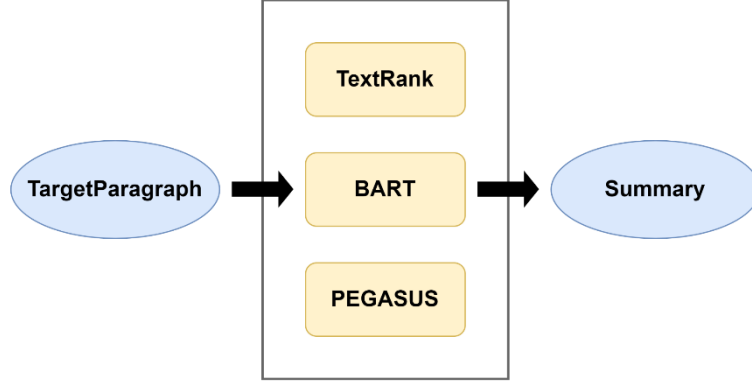 TextRank
TargetParagraph
BART
Summary
PEGASUS